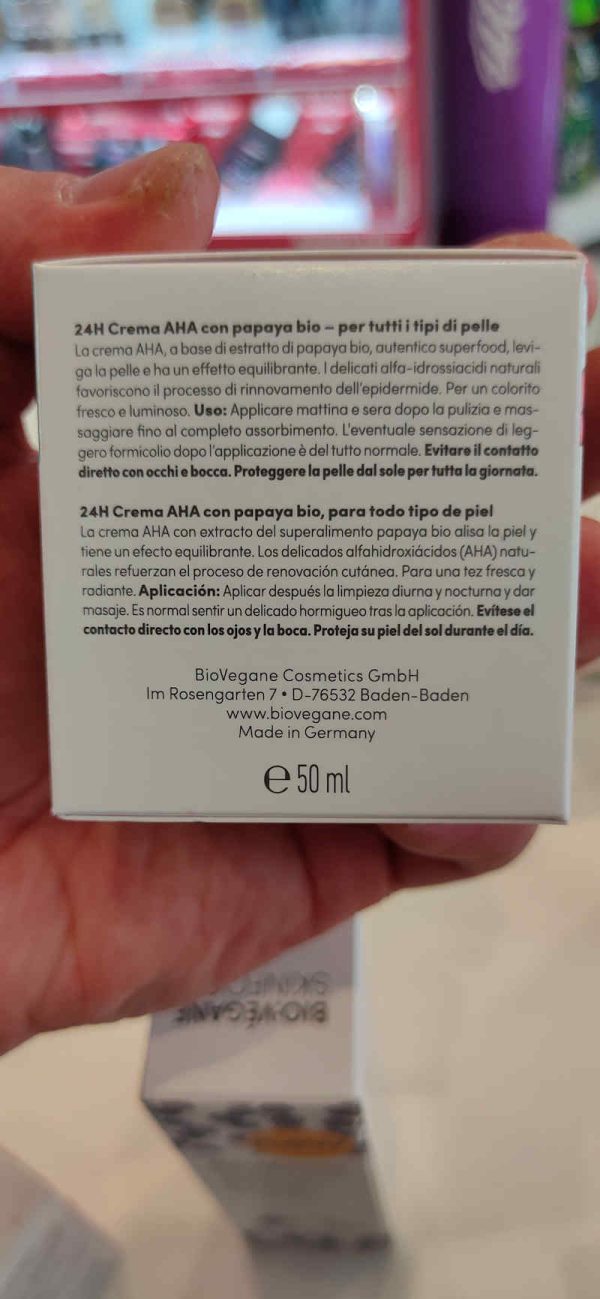 24H Crema AHA con papaya bio – per tutti i tipi di pelle
La crema AHA, a base di estratto di papaya bio, autentico superfood, levi-
ga la pelle e ha un effetto equilibrante. I delicati alfa-idrossiacidi naturali
favoriscono il processo di rinnovamento dell'epidermide. Per un colorito
fresco e luminoso. Uso: Applicare mattina e sera dopo la pulizia e mas-
saggiare fino al completo assorbimento. L'eventuale sensazione di leg-
gero formicolio dopo l'applicazione è del tutto normale. Evitare il contatto
diretto con occhi e bocca. Proteggere la pelle dal sole per tutta la giornata.
24H Crema AHA con papaya bio, para todo tipo de piel
La crema AHA con extracto del superalimento papaya bio alisa la piel y
tiene un efecto equilibrante. Los delicados alfahidroxiácidos (AHA) natu-
rales refuerzan el proceso de renovación cutánea. Para una tez fresca y
radiante. Aplicación: Aplicar después la limpieza diurna y nocturna y dar
masaje. Es normal sentir un delicado hormigueo tras la aplicación. Evítese el
contacto directo con los ojos y la boca. Proteja su piel del sol durante el día.
BioVegane Cosmetics GmbH
Im Rosengarten 7 • D-76532 Baden-Baden
www.biovegane.com
Made in Germany
℮ 50 ml
BIO:VÉGANE